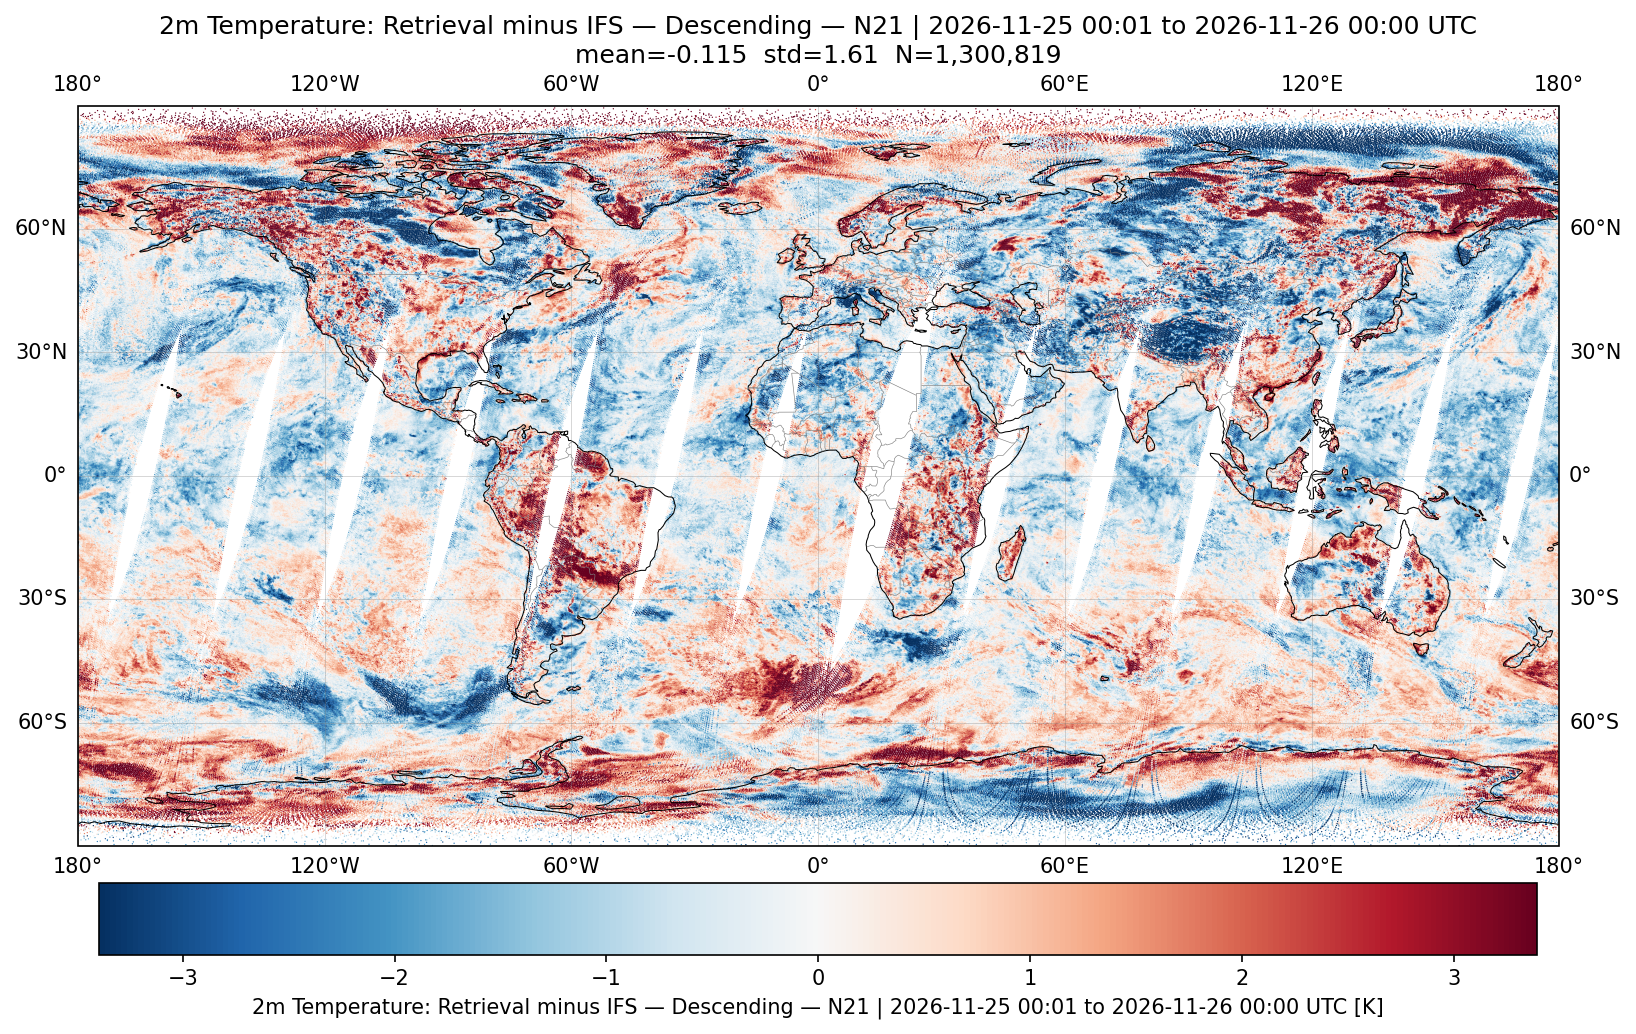 2m Temperature: Retrieval minus IFS — Descending — N21 | 2026-11-25 00:01 to 2026-11-26 00:00 UTC
mean=-0.115  std=1.61  N=1,300,819
180° 120°W 60°W 0° 60°E 120°E 180°
60°N 60°N
30°N 30°N
0° 0°
30°S 30°S
60°S 60°S
180° 120°W 60°W 0° 60°E 120°E 180°
−3 −2 −1 0 1 2 3
2m Temperature: Retrieval minus IFS — Descending — N21 | 2026-11-25 00:01 to 2026-11-26 00:00 UTC [K]